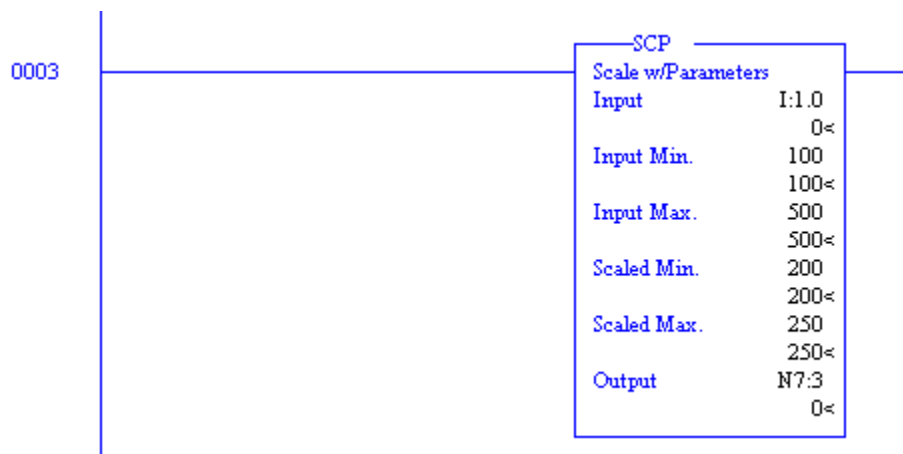 SCP
0003
Scale w/Parameters
Input I:1.0
0<
Input Min. 100
100<
Input Max. 500
500<
Scaled Min. 200
200<
Scaled Max. 250
250<
Output N7:3
0<